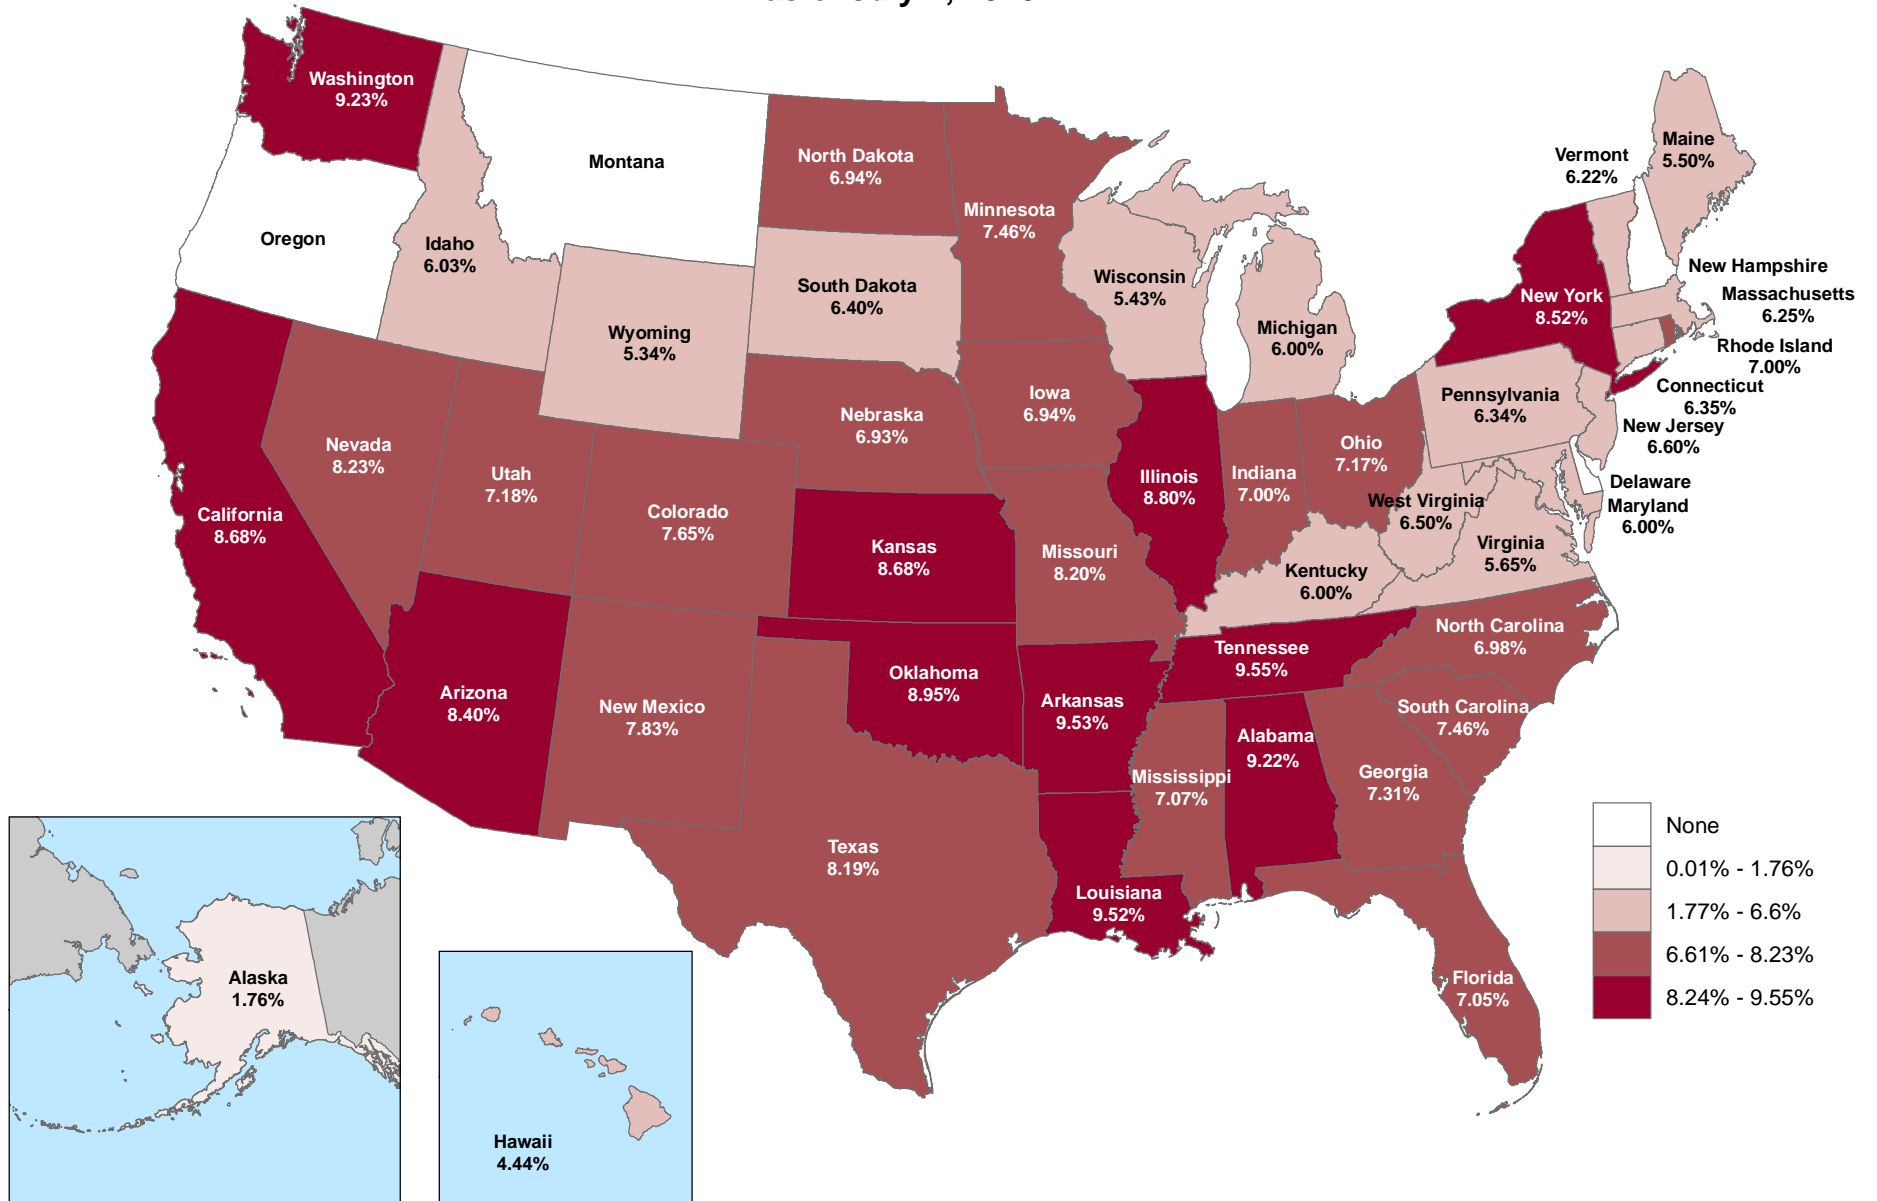 Washington
9.23%
Montana
North Dakota
6.94%
Minnesota
7.46%
Vermont
6.22%
Maine
5.50%
Oregon
Idaho
6.03%
Wyoming
5.34%
South Dakota
6.40%
Wisconsin
5.43%
Michigan
6.00%
New York
8.52%
New Hampshire
Massachusetts
6.25%
Rhode Island
7.00%
Connecticut
6.35%
New Jersey
6.60%
Pennsylvania
6.34%
Delaware
Maryland
6.00%
Nevada
8.23%
Utah
7.18%
Colorado
7.65%
Nebraska
6.93%
Iowa
6.94%
Illinois
8.80%
Indiana
7.00%
Ohio
7.17%
West Virginia
6.50%
Virginia
5.65%
California
8.68%
Kansas
8.68%
Missouri
8.20%
Kentucky
6.00%
North Carolina
6.98%
Tennessee
9.55%
Arizona
8.40%
New Mexico
7.83%
Oklahoma
8.95%
Arkansas
9.53%
South Carolina
7.46%
Mississippi
7.07%
Alabama
9.22%
Georgia
7.31%
Texas
8.19%
Louisiana
9.52%
Florida
7.05%
Alaska
1.76%
Hawaii
4.44%
None
0.01% - 1.76%
1.77% - 6.6%
6.61% - 8.23%
8.24% - 9.55%